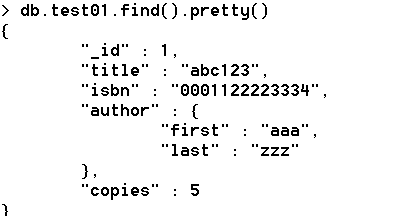 > db.test01.find().pretty()
{
        "_id" : 1,
        "title" : "abc123",
        "isbn" : "0001122223334",
        "author" : {
                "first" : "aaa",
                "last" : "zzz"
        },
        "copies" : 5
}